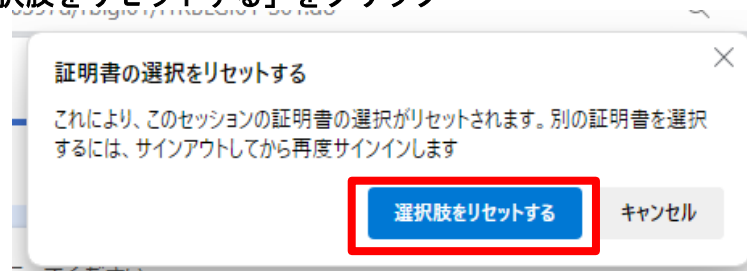 択肢をリセットする」をクリック
証明書の選択をリセットする
これにより、このセッションの証明書の選択がリセットされます。別の証明書を選択
するには、サインアウトしてから再度サインインします
選択肢をリセットする
キャンセル